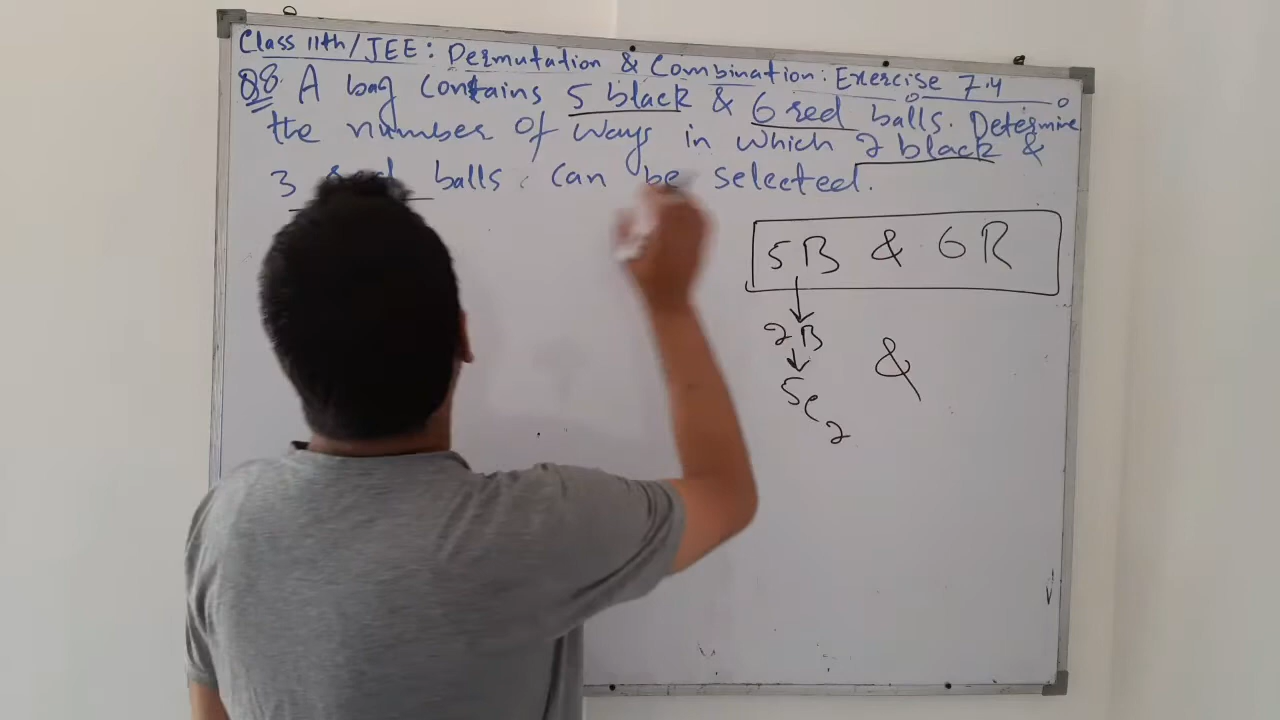 Class 11th/JEE: Permutation & Combination: Exercise 7.4
Q8. A bag contains 5 black & 6 red balls. Determine
the number of ways in which 2 black &
3 balls can be selected.
5B & 6R
2B &
5c2